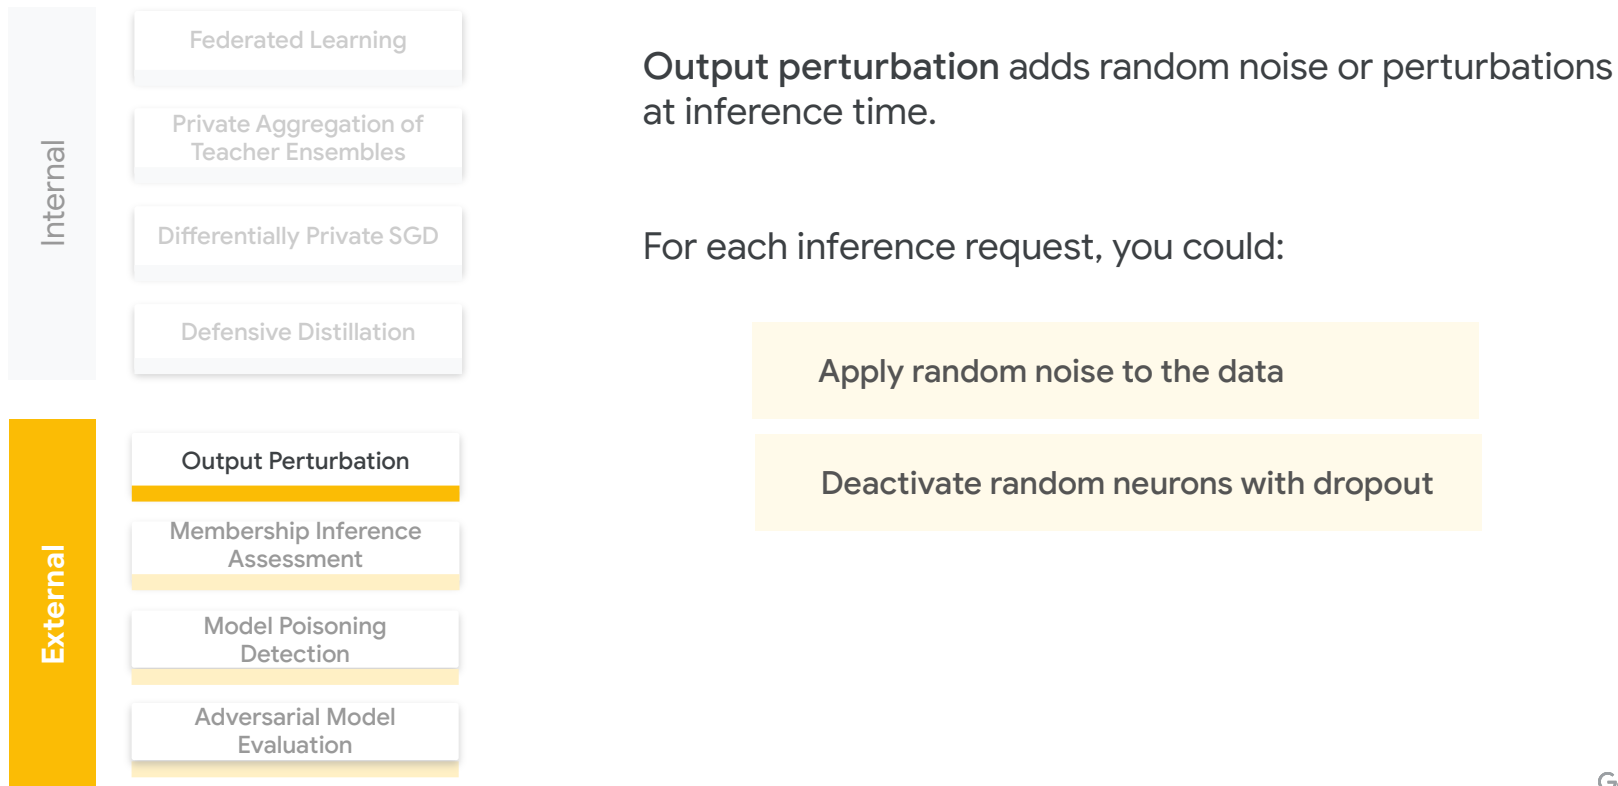 Internal
Federated Learning
Private Aggregation of
Teacher Ensembles
Differentially Private SGD
Defensive Distillation
External
Output Perturbation
Membership Inference
Assessment
Model Poisoning
Detection
Adversarial Model
Evaluation
Output perturbation adds random noise or perturbations
at inference time.
For each inference request, you could:
Apply random noise to the data
Deactivate random neurons with dropout